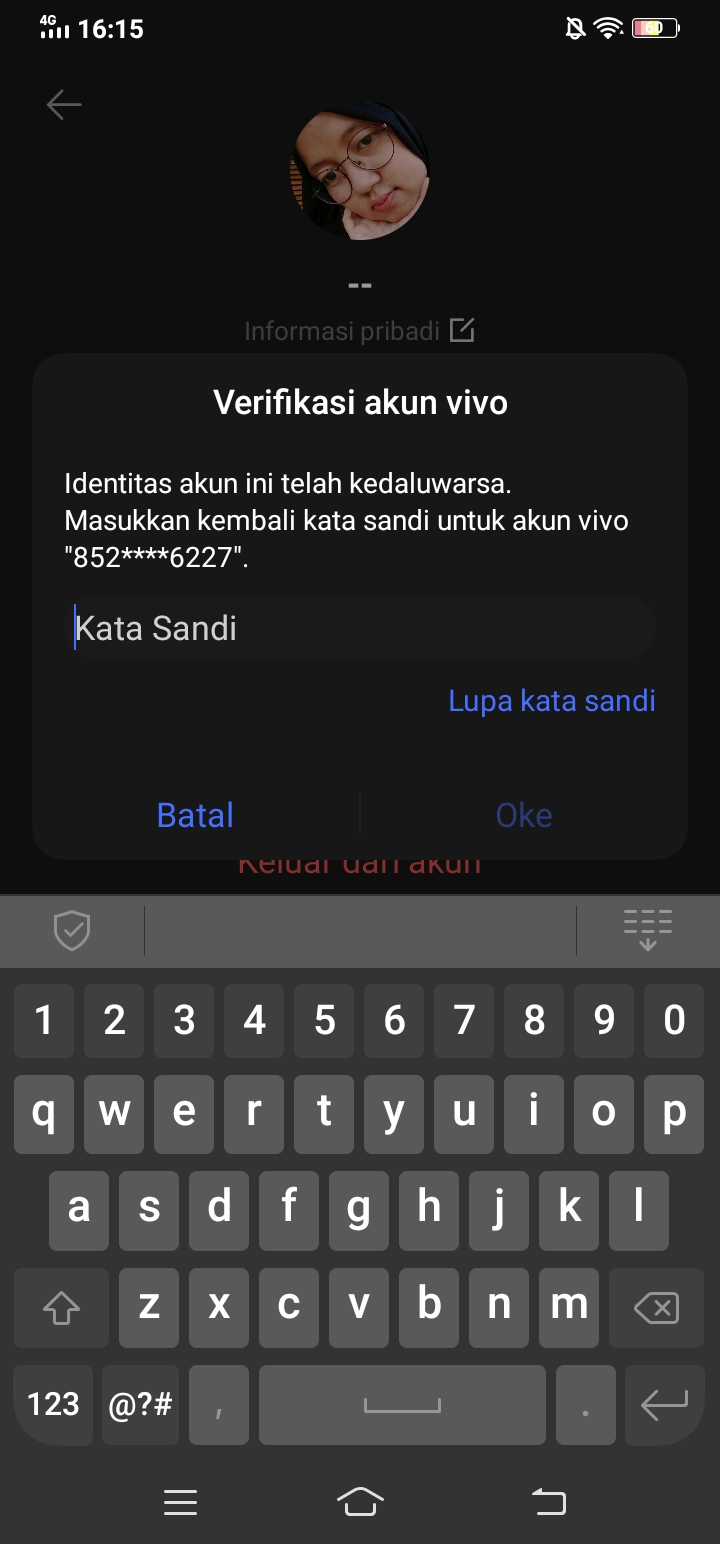 4G 16:15 60
--
Informasi pribadi
Verifikasi akun vivo
Identitas akun ini telah kedaluwarsa.
Masukkan kembali kata sandi untuk akun vivo
"852****6227".
Kata Sandi
Lupa kata sandi
Batal Oke
Keluar dari akun
1 2 3 4 5 6 7 8 9 0
q w e r t y u i o p
a s d f g h j k l
z x c v b n m
123 @?# , .